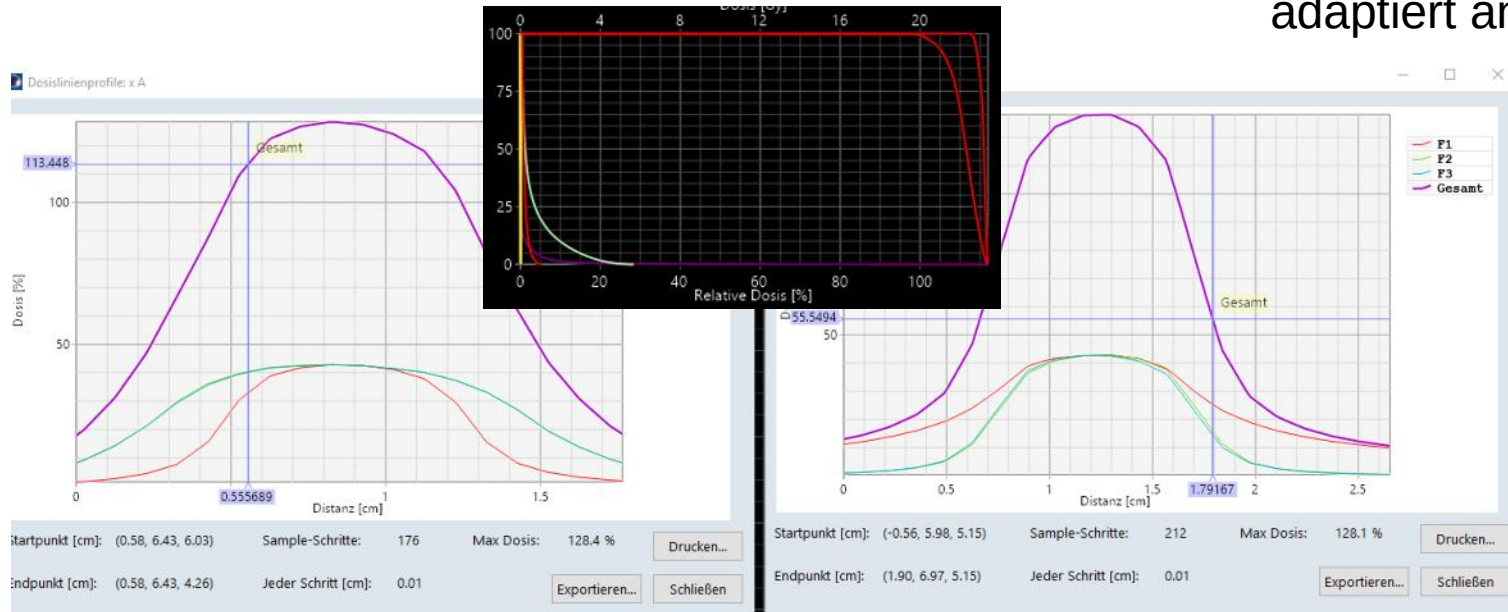 adaptiert an
Dosis [Gy]
0 4 8 12 16 20
100
75
50
25
0
0 20 40 60 80 100
Relative Dosis [%]
Dosislinienprofile: x A
113.448
Gesamt
100
50
Dosis [%]
0 0.555689 1 1.5
Distanz [cm]
Startpunkt [cm]: (0.58, 6.43, 6.03) Sample-Schritte: 176 Max Dosis: 128.4 % Drucken...
Endpunkt [cm]: (0.58, 6.43, 4.26) Jeder Schritt [cm]: 0.01 Exportieren... Schließen
F1
F2
F3
Gesamt
Gesamt
55.5494
50
0 0.5 1 1.5 1.79167 2 2.5
Distanz [cm]
Startpunkt [cm]: (-0.56, 5.98, 5.15) Sample-Schritte: 212 Max Dosis: 128.1 % Drucken...
Endpunkt [cm]: (1.90, 6.97, 5.15) Jeder Schritt [cm]: 0.01 Exportieren... Schließen